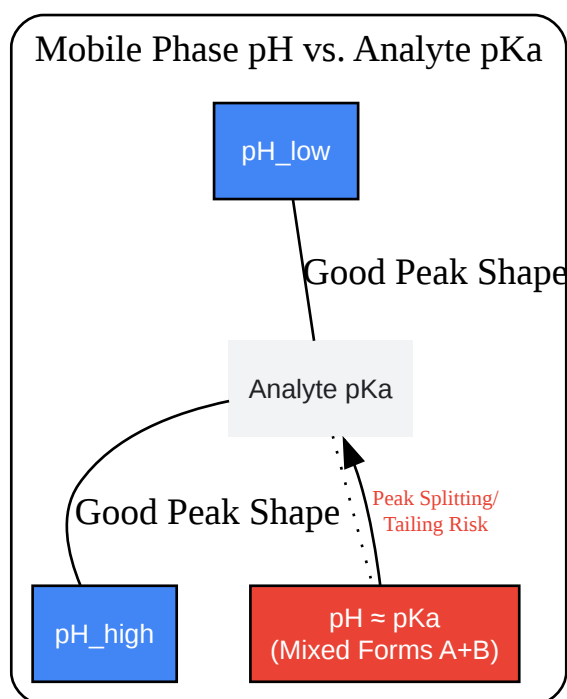 Mobile Phase pH vs. Analyte pKa
pH_low
Good Peak Shape
Analyte pKa
Good Peak Shape
Peak Splitting/
Tailing Risk
pH_high
pH ≈ pKa
(Mixed Forms A+B)